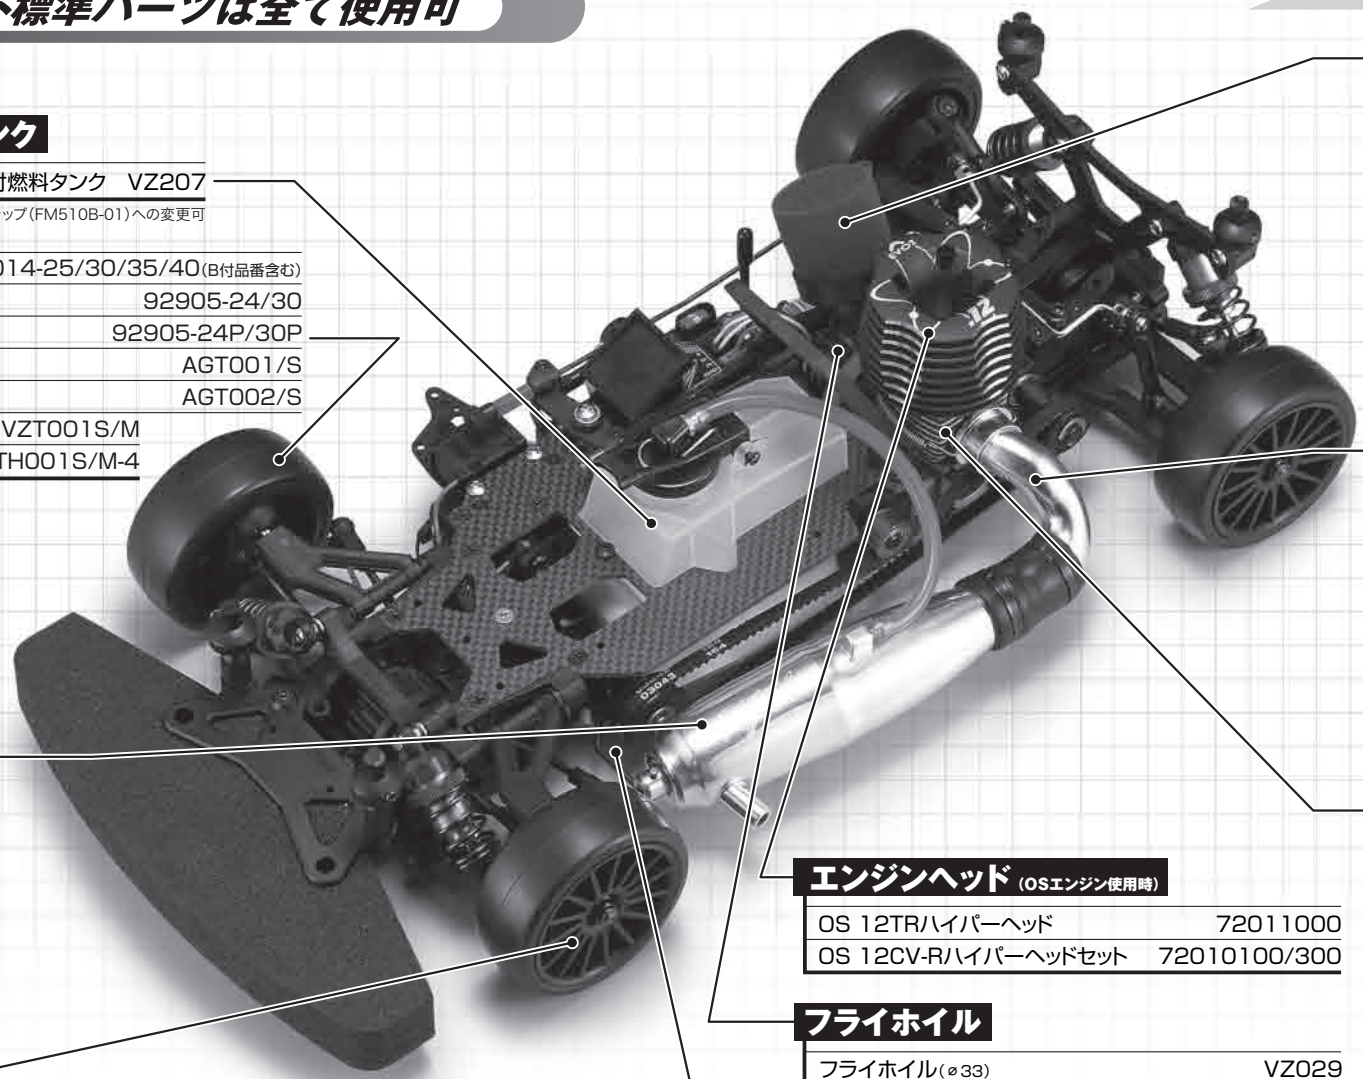 標準パーツは全て使用可
ンク
付燃料タンク VZ207
ャップ(FM510B-01)への変更可
014-25/30/35/40(B付品番含む)
92905-24/30
92905-24P/30P
AGT001/S
AGT002/S
VZT001S/M
TH001S/M-4
.12
03043
エンジンヘッド(OSエンジン使用時)
OS 12TRハイパーヘッド 72011000
OS 12CV-Rハイパーヘッドセット 72010100/300
フライホイル
フライホイル(⌀33) VZ029